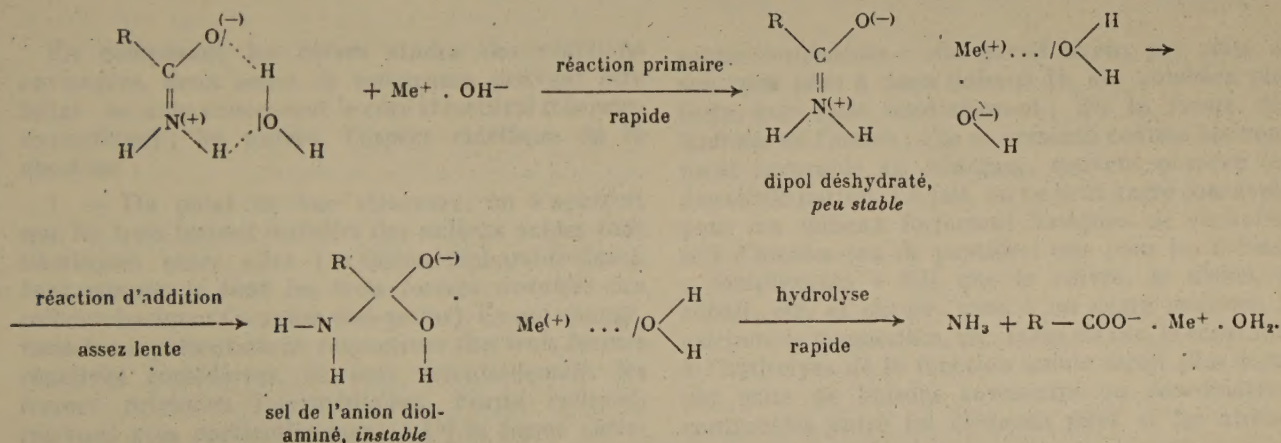 R O(-)
C H
N(+) O
H H H
+ Me+ . OH−
réaction primaire
rapide
R O(-)
C
N(+)
H H
Me(+) ... /O H
H
O(-)
H
dipol déshydraté,
peu stable
réaction d'addition
assez lente
R O(-)
C
H—N O
H H
.
sel de l'anion diol-
aminé, instable
Me(+) .... /O H
H
hydrolyse
rapide
NH3 + R — COO− . Me+ . OH2.